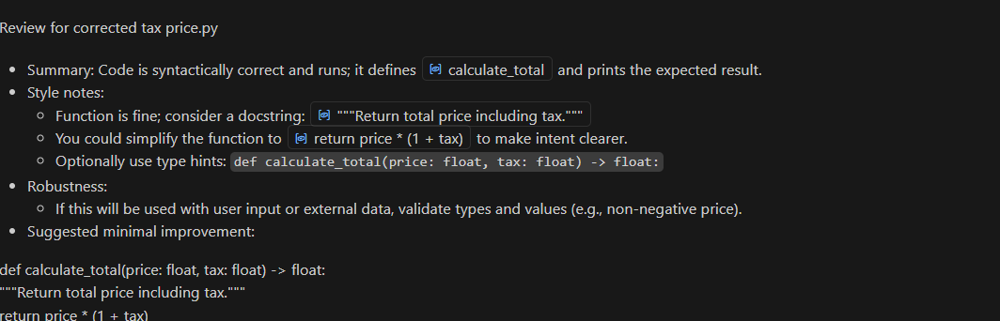 Review for corrected tax price.py
Summary: Code is syntactically correct and runs; it defines calculate_total and prints the expected result.
Style notes:
Function is fine; consider a docstring: """Return total price including tax."""
You could simplify the function to return price * (1 + tax) to make intent clearer.
Optionally use type hints: def calculate_total(price: float, tax: float) -> float:
Robustness:
If this will be used with user input or external data, validate types and values (e.g., non-negative price).
Suggested minimal improvement:
def calculate_total(price: float, tax: float) -> float:
"""Return total price including tax."""
return price * (1 + tax)